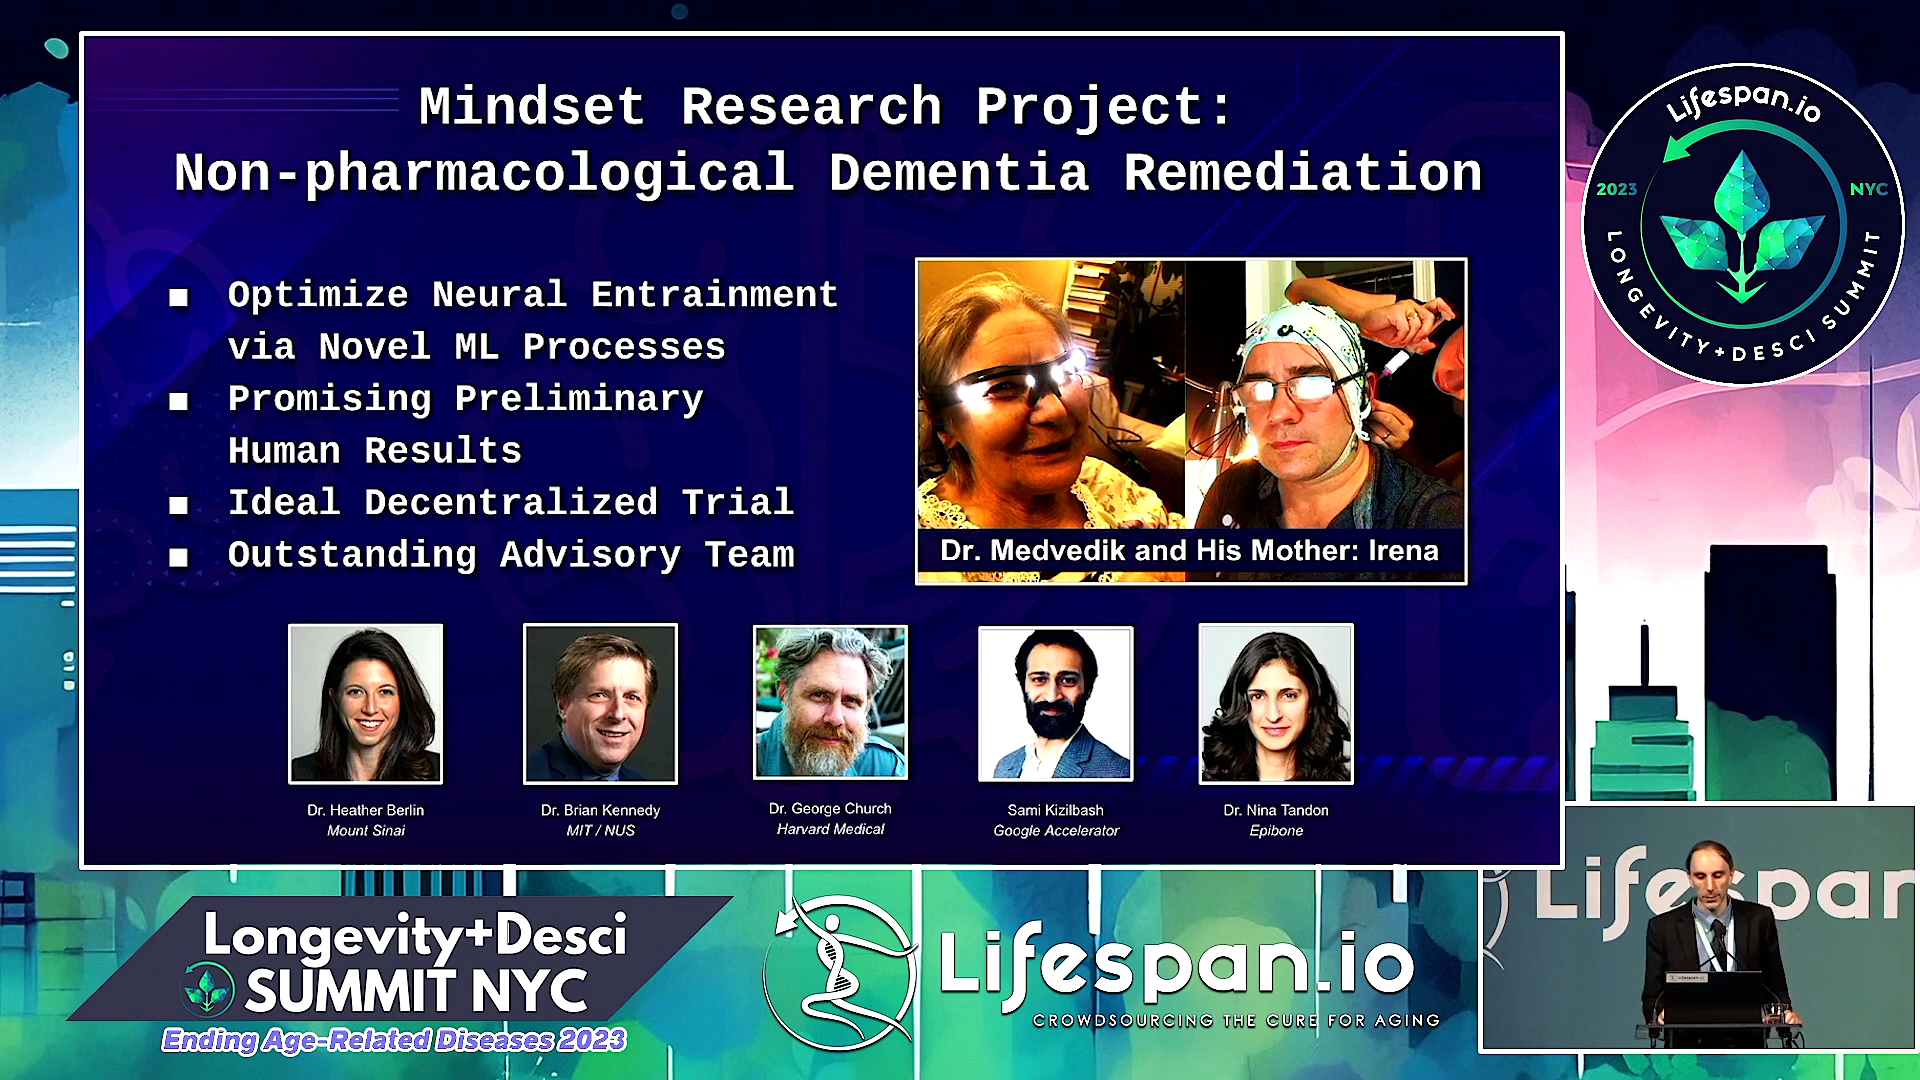 Mindset Research Project:
Non-pharmacological Dementia Remediation
■ Optimize Neural Entrainment
via Novel ML Processes
■ Promising Preliminary
Human Results
■ Ideal Decentralized Trial
■ Outstanding Advisory Team
Dr. Medvedik and His Mother: Irena
Dr. Heather Berlin
Mount Sinai
Dr. Brian Kennedy
MIT / NUS
Dr. George Church
Harvard Medical
Sami Kizilbash
Google Accelerator
Dr. Nina Tandon
Epibone
Lifespan.io
2023
NYC
LONGEVITY+DESCI SUMMIT
Lifespan
Longevity+Desci
SUMMIT NYC
Ending Age-Related Diseases 2023
Lifespan.io
CROWDSOURCING THE CURE FOR AGING